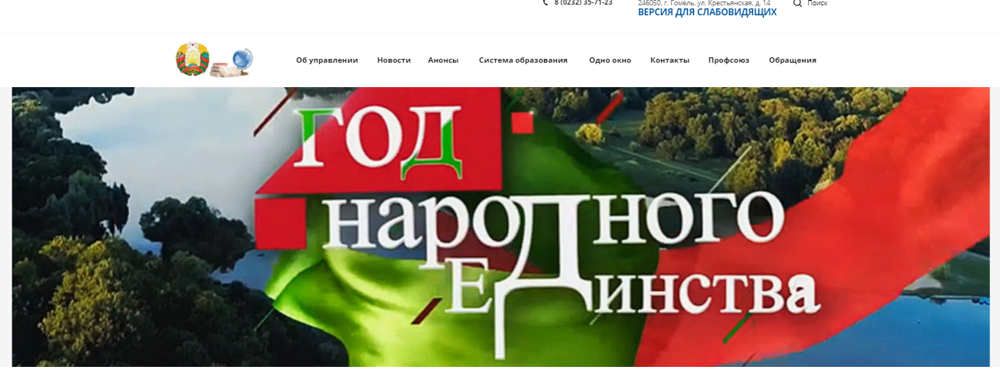 8 (0232) 35-71-23
246050, г. Гомель, ул. Крестьянская, д. 14
Поиск
ВЕРСИЯ ДЛЯ СЛАБОВИДЯЩИХ
Об управлении Новости Анонсы Система образования Одно окно Контакты Профсоюз Обращения
год
народного
Единства